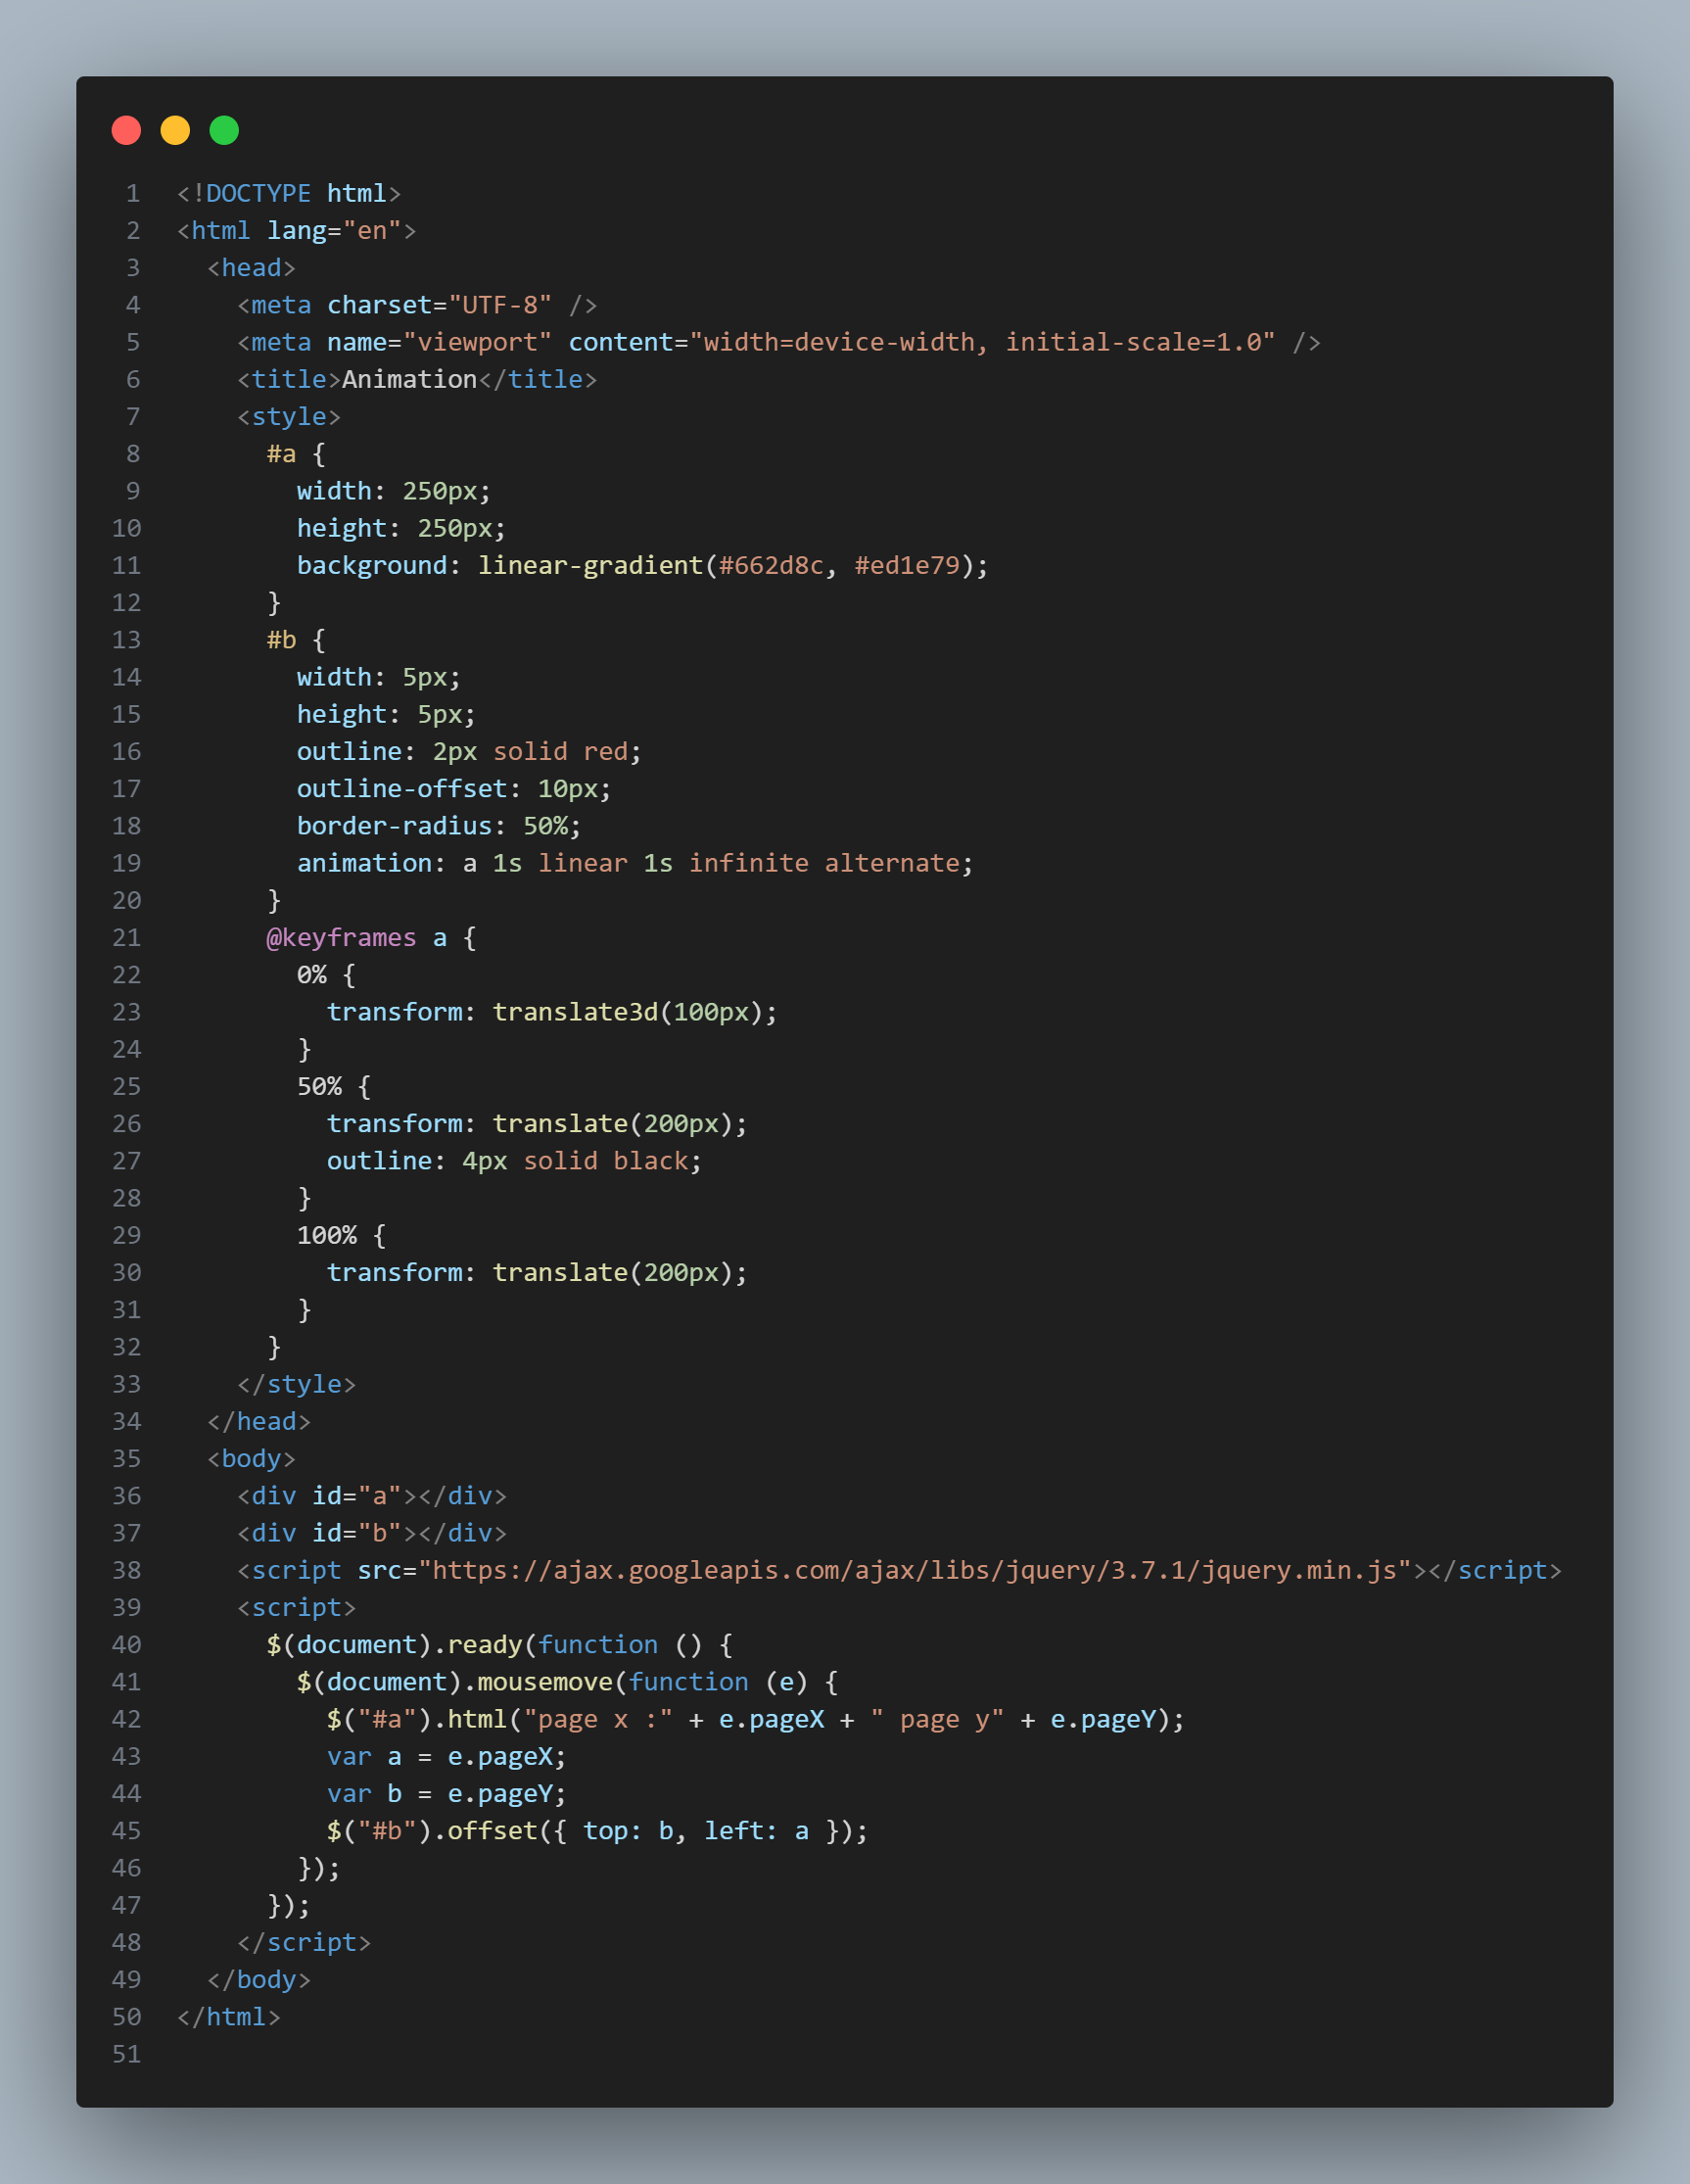 1 <!DOCTYPE html>
2 <html lang="en">
3   <head>
4     <meta charset="UTF-8" />
5     <meta name="viewport" content="width=device-width, initial-scale=1.0" />
6     <title>Animation</title>
7     <style>
8       #a {
9         width: 250px;
10         height: 250px;
11         background: linear-gradient(#662d8c, #ed1e79);
12       }
13       #b {
14         width: 5px;
15         height: 5px;
16         outline: 2px solid red;
17         outline-offset: 10px;
18         border-radius: 50%;
19         animation: a 1s linear 1s infinite alternate;
20       }
21       @keyframes a {
22         0% {
23           transform: translate3d(100px);
24         }
25         50% {
26           transform: translate(200px);
27           outline: 4px solid black;
28         }
29         100% {
30           transform: translate(200px);
31         }
32       }
33     </style>
34   </head>
35   <body>
36     <div id="a"></div>
37     <div id="b"></div>
38     <script src="https://ajax.googleapis.com/ajax/libs/jquery/3.7.1/jquery.min.js"></script>
39     <script>
40       $(document).ready(function () {
41         $(document).mousemove(function (e) {
42           $("#a").html("page x :" + e.pageX + " page y" + e.pageY);
43           var a = e.pageX;
44           var b = e.pageY;
45           $("#b").offset({ top: b, left: a });
46         });
47       });
48     </script>
49   </body>
50 </html>
51